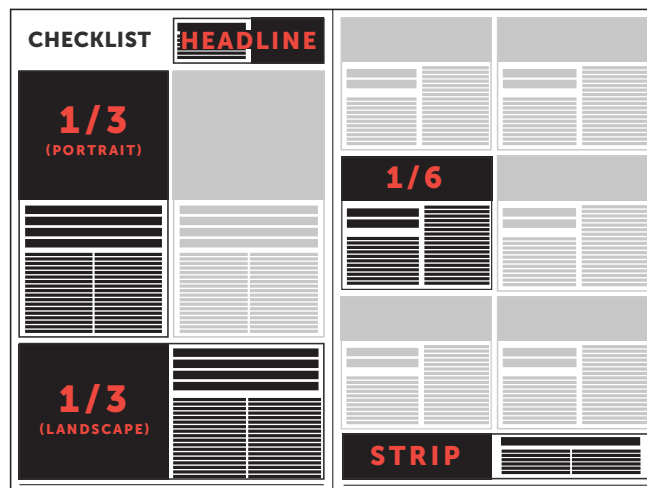 CHECKLIST
HEADLINE
1/3
(PORTRAIT)
1/3
(LANDSCAPE)
1/6
STRIP